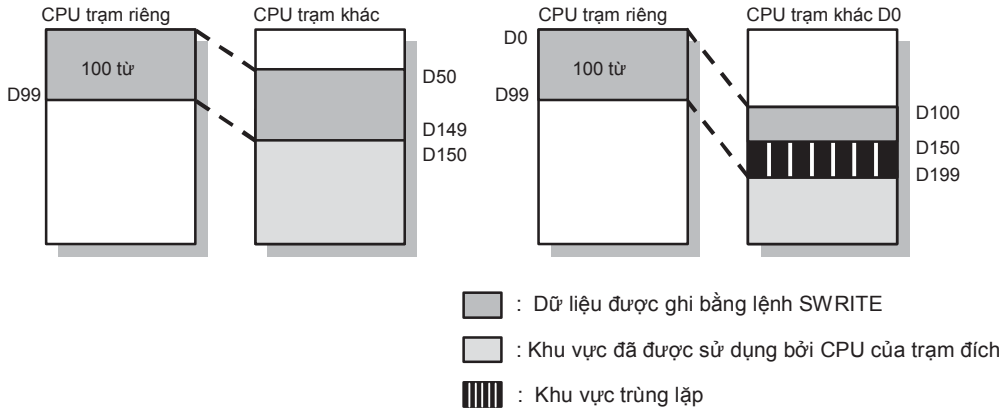 CPU trạm riêng
CPU trạm khác
100 từ
D99
D50
D149
D150
CPU trạm riêng
CPU trạm khác D0
D0
100 từ
D99
D100
D150
D199
: Dữ liệu được ghi bằng lệnh SWRITE
: Khu vực đã được sử dụng bởi CPU của trạm đích
: Khu vực trùng lặp